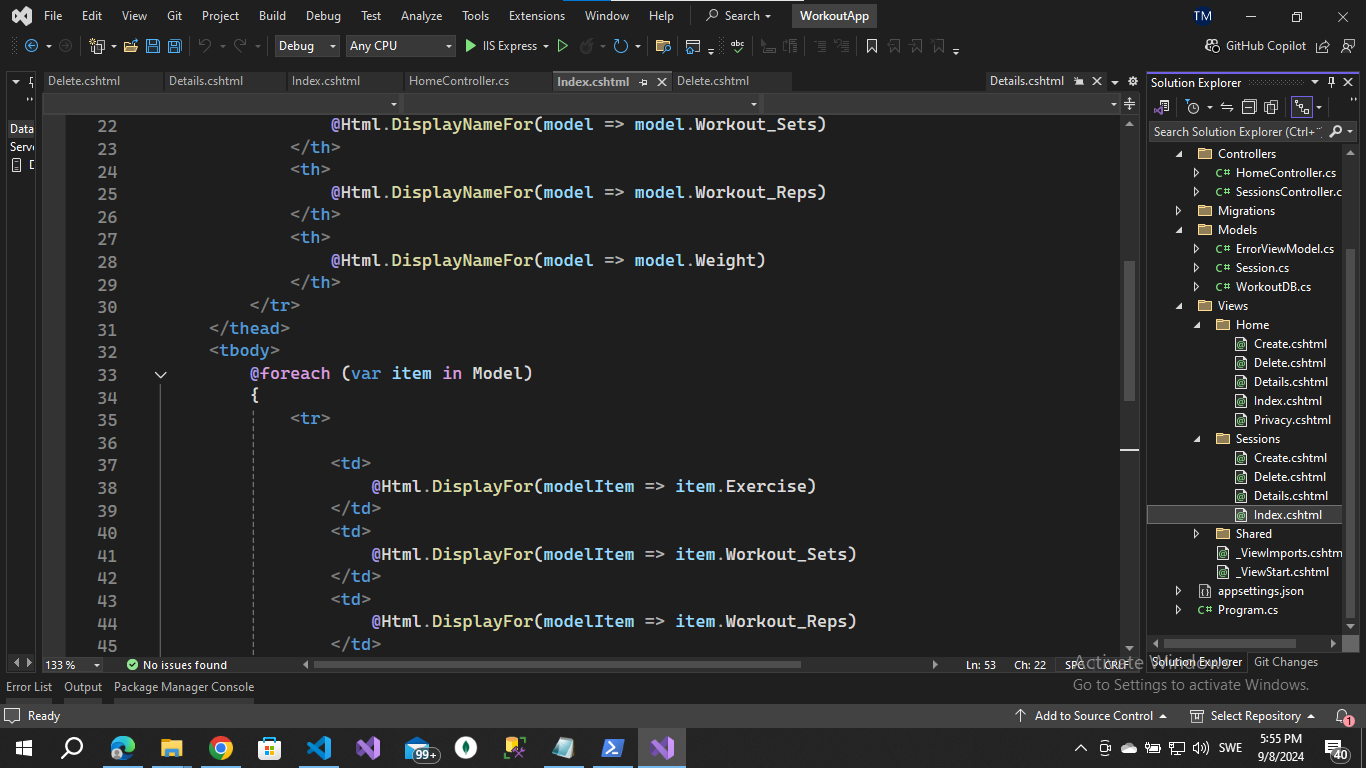 File Edit View Git Project Build Debug Test Analyze Tools Extensions Window Help Search WorkoutApp TM
Debug Any CPU IIS Express GitHub Copilot
Delete.cshtml Details.cshtml Index.cshtml HomeController.cs Index.cshtml Delete.cshtml Details.cshtml
22 @Html.DisplayNameFor(model => model.Workout_Sets)
23 </th>
24 <th>
25 @Html.DisplayNameFor(model => model.Workout_Reps)
26 </th>
27 <th>
28 @Html.DisplayNameFor(model => model.Weight)
29 </th>
30 </tr>
31 </thead>
32 <tbody>
33 @foreach (var item in Model)
34 {
35 <tr>
36
37 <td>
38 @Html.DisplayFor(modelItem => item.Exercise)
39 </td>
40 <td>
41 @Html.DisplayFor(modelItem => item.Workout_Sets)
42 </td>
43 <td>
44 @Html.DisplayFor(modelItem => item.Workout_Reps)
45 </td>
133 % No issues found Ln: 53 Ch: 22 SPC CRLF
Data
Serv
D
Solution Explorer
Search Solution Explorer (Ctrl+
Controllers
C# HomeController.cs
C# SessionsController.c
Migrations
Models
C# ErrorViewModel.cs
C# Session.cs
C# WorkoutDB.cs
Views
Home
Create.cshtml
Delete.cshtml
Details.cshtml
Index.cshtml
Privacy.cshtml
Sessions
Create.cshtml
Delete.cshtml
Details.cshtml
Index.cshtml
Shared
_ViewImports.cshtm
_ViewStart.cshtml
appsettings.json
C# Program.cs
Solution Explorer Git Changes
Activate Windows
Go to Settings to activate Windows.
Error List Output Package Manager Console
Ready Add to Source Control Select Repository 1
99+ SWE 5:55 PM
9/8/2024 40